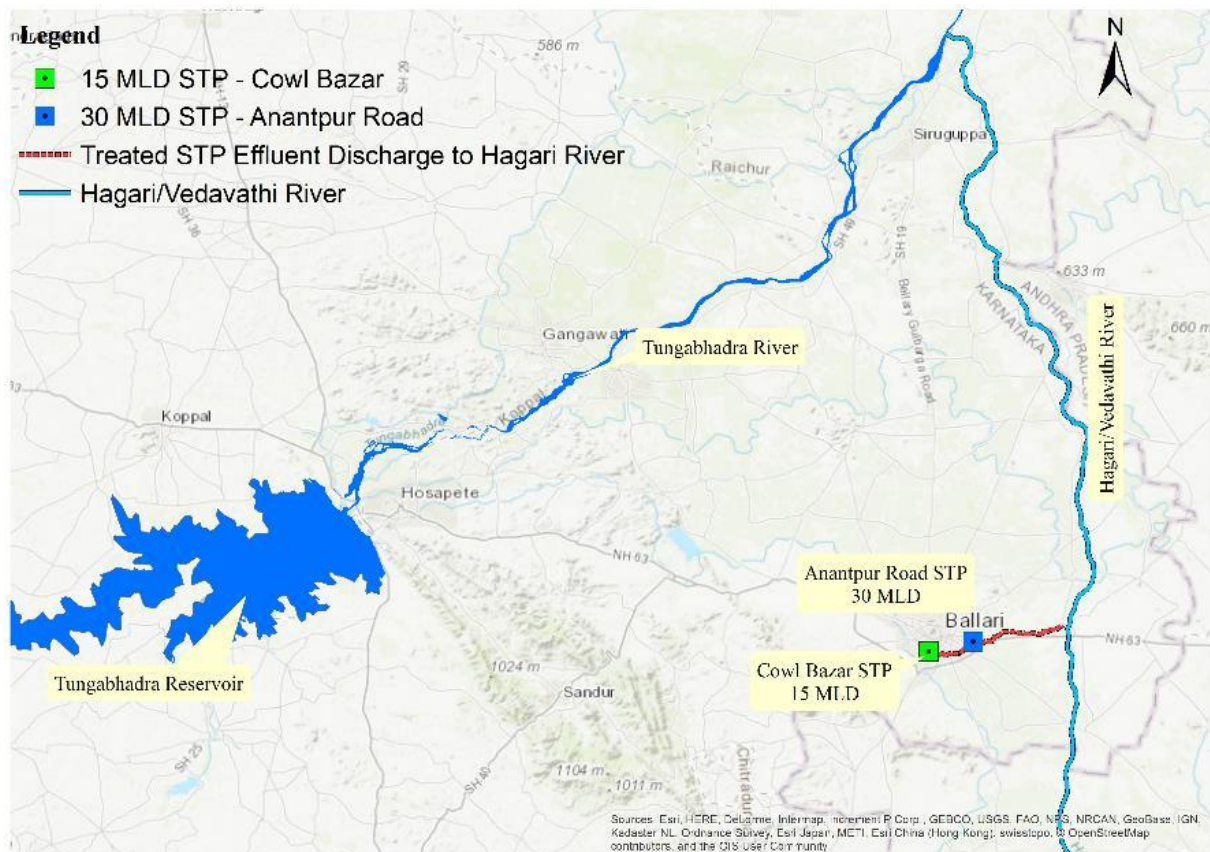 Legend
15 MLD STP - Cowl Bazar
30 MLD STP - Anantpur Road
Treated STP Effluent Discharge to Hagari River
Hagari/Vedavathi River
N
586 m
SH 29
Siruguppa
Raichur
SH 36
SH 49
SH 19
633 m
ANDHRA PRADESH
KARNATAKA
660 m
Bellary Gulbarga Road
Gangawati
Tungabhadra River
Hagari/Vedavathi River
Koppal
Koppal
Tungabhadra
Hosapete
NH 63
Anantpur Road STP
30 MLD
Ballari
NH 63
Cowl Bazar STP
15 MLD
Tungabhadra Reservoir
1024 m
Sandur
SH 25
1104 m
1011 m
SH 40
Chitradur
Sources: Esri, HERE, DeLorme, Intermap, increment P Corp., GEBCO, USGS, FAO, NPS, NRCAN, GeoBase, IGN,
Kadaster NL, Ordnance Survey, Esri Japan, METI, Esri China (Hong Kong), swisstopo, © OpenStreetMap
contributors, and the GIS User Community